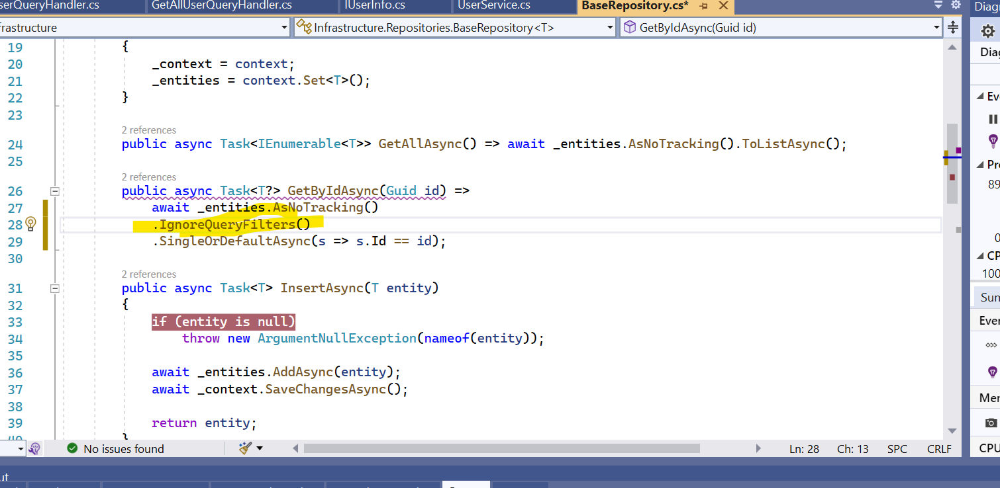 serQueryHandler.cs GetAllUserQueryHandler.cs IUserInfo.cs UserService.cs BaseRepository.cs* Diagn
frastructure Infrastructure.Repositories.BaseRepository<T> GetByIdAsync(Guid id)
Diag
19 {
20 _context = context;
21 _entities = context.Set<T>();
22 }
23
2 references
24 public async Task<IEnumerable<T>> GetAllAsync() => await _entities.AsNoTracking().ToListAsync();
25
2 references
26 public async Task<T?> GetByIdAsync(Guid id) =>
27 await _entities.AsNoTracking()
28 .IgnoreQueryFilters()
29 .SingleOrDefaultAsync(s => s.Id == id);
30
2 references
31 public async Task<T> InsertAsync(T entity)
32 {
33 if (entity is null)
34 throw new ArgumentNullException(nameof(entity));
35
36 await _entities.AddAsync(entity);
37 await _context.SaveChangesAsync();
38
39 return entity;
40 }
Eve
Pro
89
0
CP
100
Sum
Even
Mem
CPU
No issues found Ln: 28 Ch: 13 SPC CRLF
ut